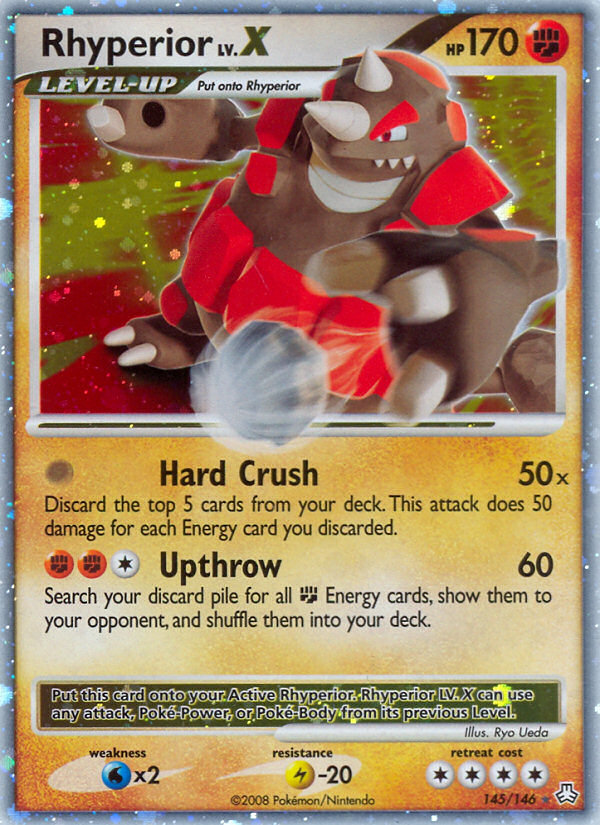 Rhyperior LV.X HP 170
LEVEL-UP Put onto Rhyperior
Hard Crush 50x
Discard the top 5 cards from your deck. This attack does 50
damage for each Energy card you discarded.
Upthrow 60
Search your discard pile for all Energy cards, show them to
your opponent, and shuffle them into your deck.
Put this card onto your Active Rhyperior. Rhyperior LV.X can use
any attack, Poké-Power, or Poké-Body from its previous Level.
Illus. Ryo Ueda
weakness resistance retreat cost
x2 -20
©2008 Pokémon/Nintendo 145/146